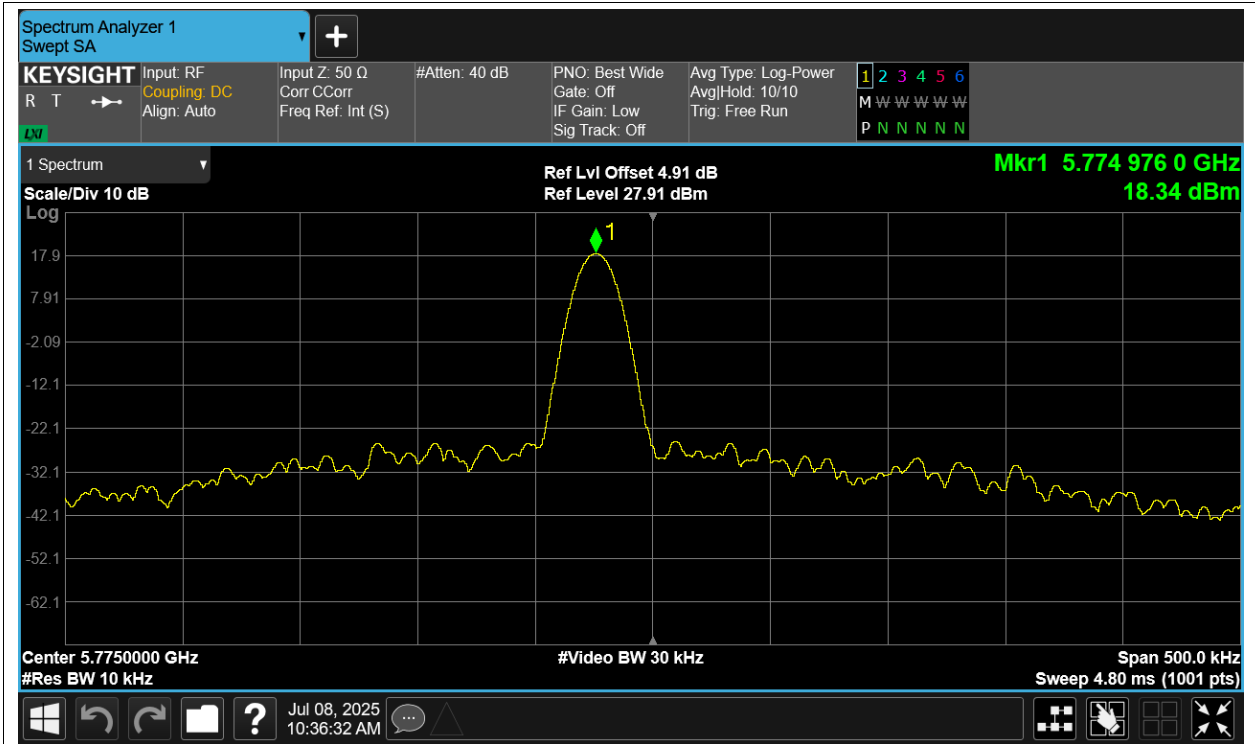 Spectrum Analyzer 1
Swept SA
KEYSIGHT
R T
LXI
Input: RF
Coupling: DC
Align: Auto
Input Z: 50 Ω
Corr CCorr
Freq Ref: Int (S)
#Atten: 40 dB
PNO: Best Wide
Gate: Off
IF Gain: Low
Sig Track: Off
Avg Type: Log-Power
Avg|Hold: 10/10
Trig: Free Run
1 2 3 4 5 6
M W W W W W
P N N N N N
1 Spectrum
Scale/Div 10 dB
Log
Ref Lvl Offset 4.91 dB
Ref Level 27.91 dBm
Mkr1 5.774 976 0 GHz
18.34 dBm
1
17.9
7.91
-2.09
-12.1
-22.1
-32.1
-42.1
-52.1
-62.1
Center 5.7750000 GHz
#Res BW 10 kHz
#Video BW 30 kHz
Span 500.0 kHz
Sweep 4.80 ms (1001 pts)
?
Jul 08, 2025
10:36:32 AM